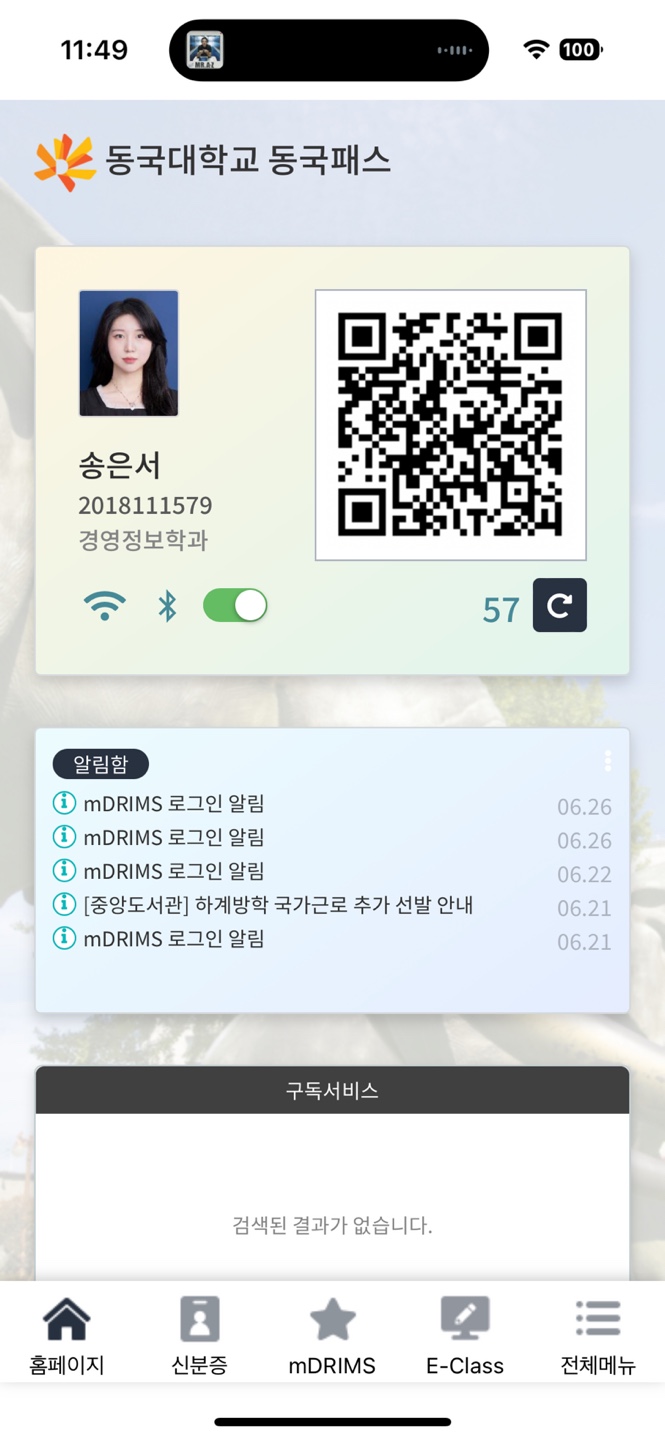 11:49
MR.A-Z
100
동국대학교 동국패스
송은서
2018111579
경영정보학과
57
알림함
mDRIMS 로그인 알림 06.26
mDRIMS 로그인 알림 06.26
mDRIMS 로그인 알림 06.22
[중앙도서관] 하계방학 국가근로 추가 선발 안내 06.21
mDRIMS 로그인 알림 06.21
구독서비스
검색된 결과가 없습니다.
홈페이지 신분증 mDRIMS E-Class 전체메뉴